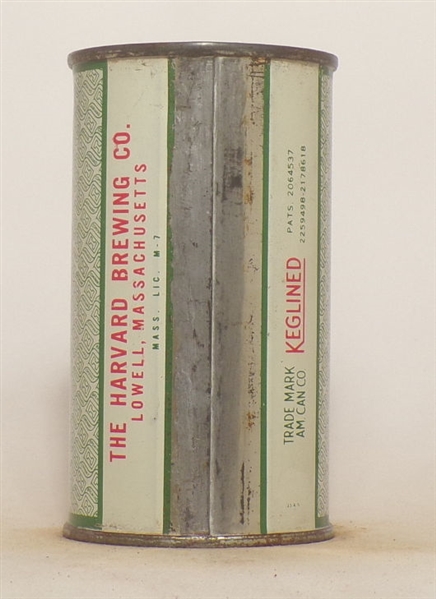 THE HARVARD BREWING CO.
LOWELL, MASSACHUSETTS
MASS. LIC. M-7
TRADE MARK
AM CAN CO
KEGLINED
PATS 2064537
2259498-2178618